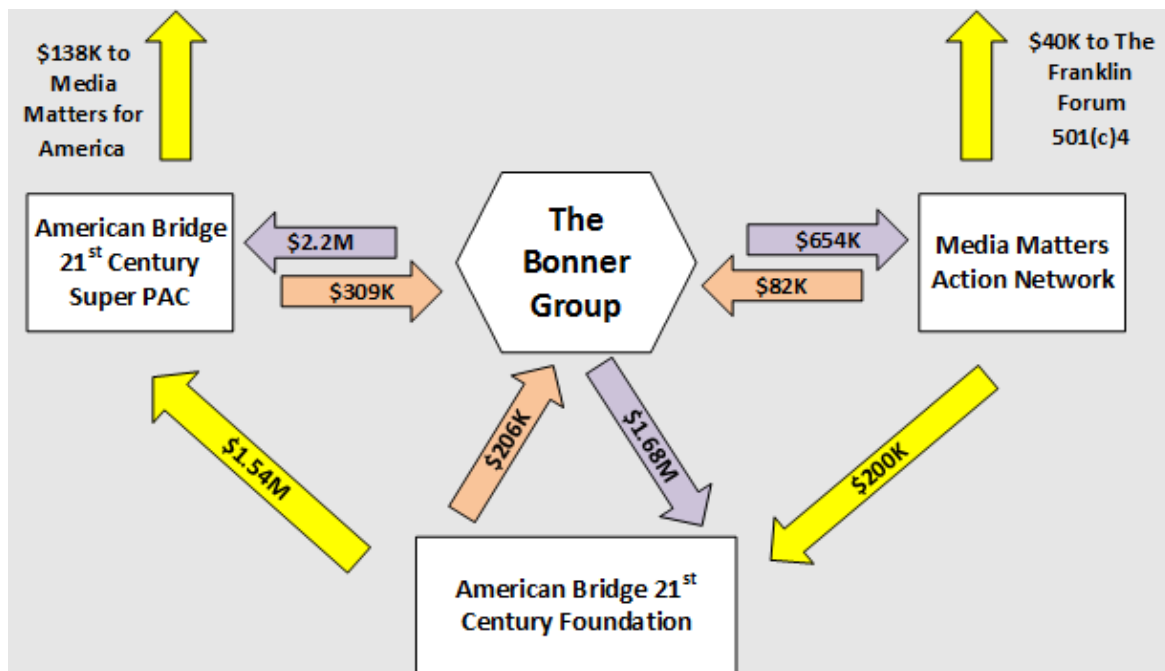 $138K to
Media
Matters for
America
$40K to The
Franklin
Forum
501(c)4
American Bridge
21st Century
Super PAC
$2.2M
$309K
The
Bonner
Group
$654K
$82K
Media Matters
Action Network
$1.54M
$206K
$1.68M
$200K
American Bridge 21st
Century Foundation